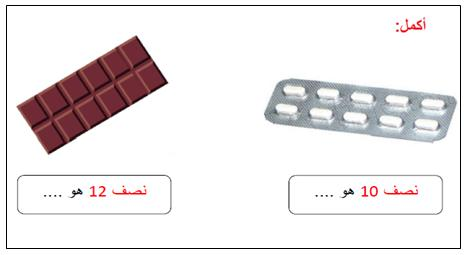 أكمل:
نصف 10 هو ....
نصف 12 هو ....